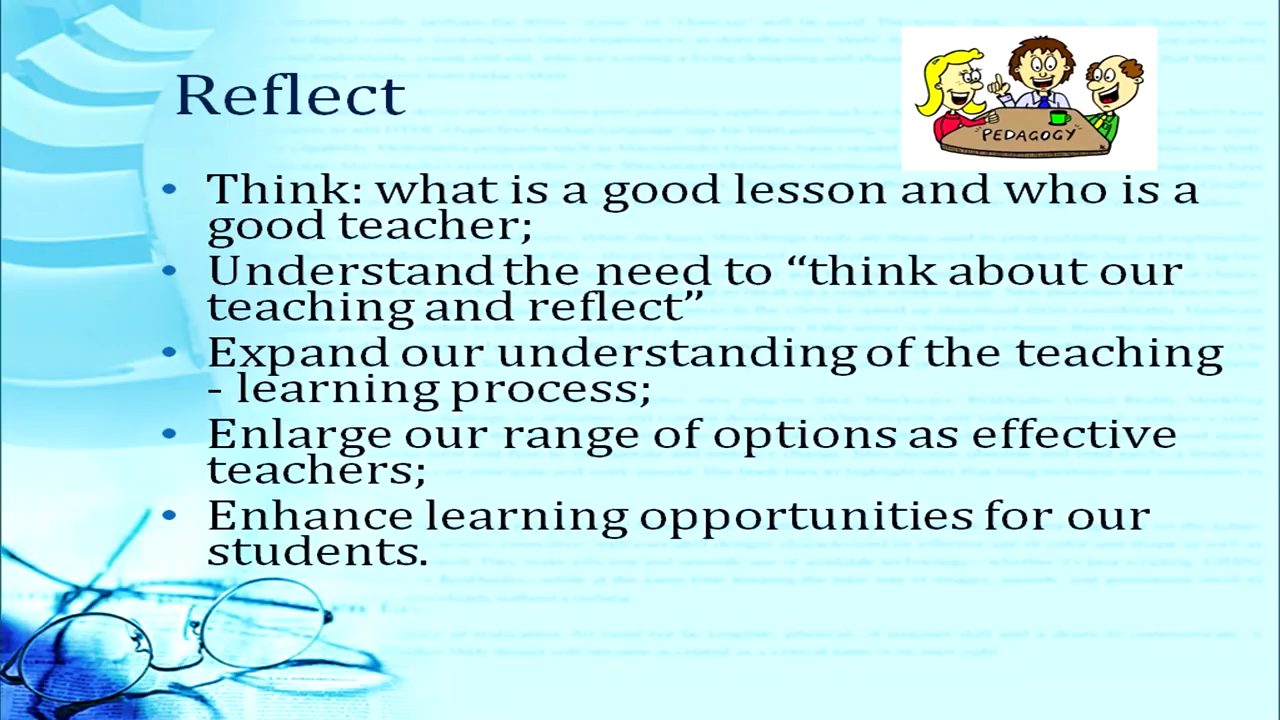 Reflect
PEDAGOGY
• Think: what is a good lesson and who is a
good teacher;
• Understand the need to “think about our
teaching and reflect”
• Expand our understanding of the teaching
- learning process;
• Enlarge our range of options as effective
teachers;
• Enhance learning opportunities for our
students.